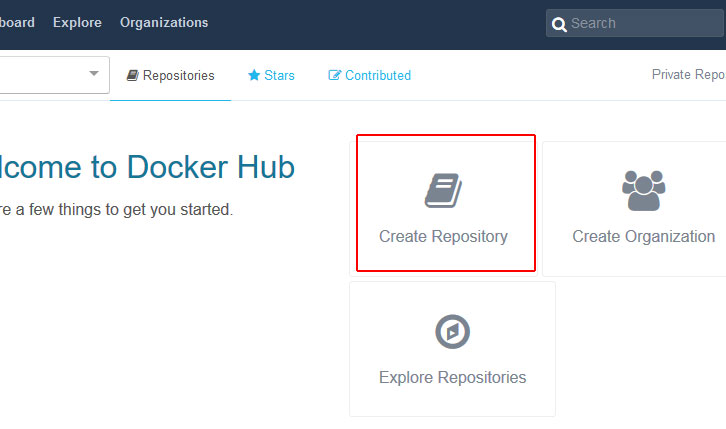 board Explore Organizations Search
Repositories Stars Contributed Private Repo
lcome to Docker Hub
re a few things to get you started.
Create Repository Create Organization
Explore Repositories